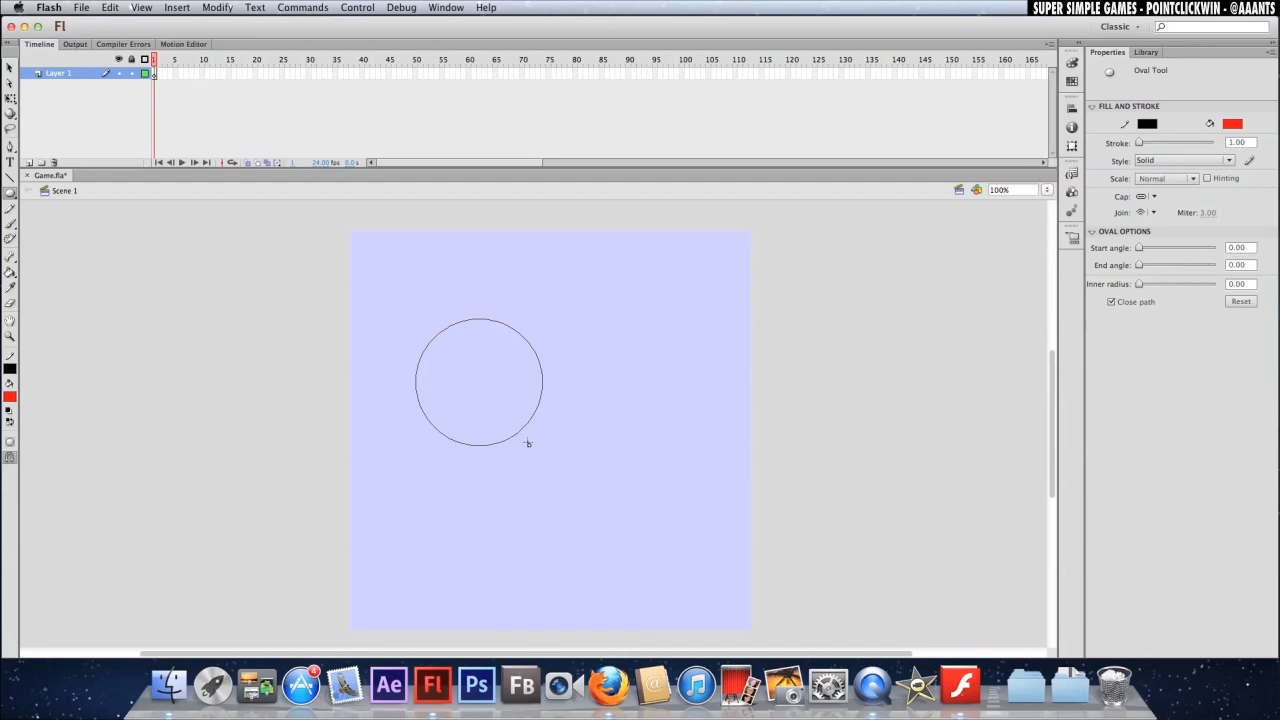 Flash File Edit View Insert Modify Text Commands Control Debug Window Help SUPER SIMPLE GAMES - POINTCLICKWIN - @AAANTS
Fl Classic
Timeline Output Compiler Errors Motion Editor Properties Library
1 5 10 15 20 25 30 35 40 45 50 55 60 65 70 75 80 85 90 95 100 105 110 115 120 125 130 135 140 145 150 155 160 165
Layer 1 Oval Tool
FILL AND STROKE
Stroke: 1.00
Style: Solid
1 24.00 fps 0.0 s
Game.fla* Scale: Normal Hinting
Scene 1 100%
Cap:
Join: Miter: 3.00
OVAL OPTIONS
Start angle: 0.00
End angle: 0.00
Inner radius: 0.00
Close path Reset
4
Ae Fl Ps FB